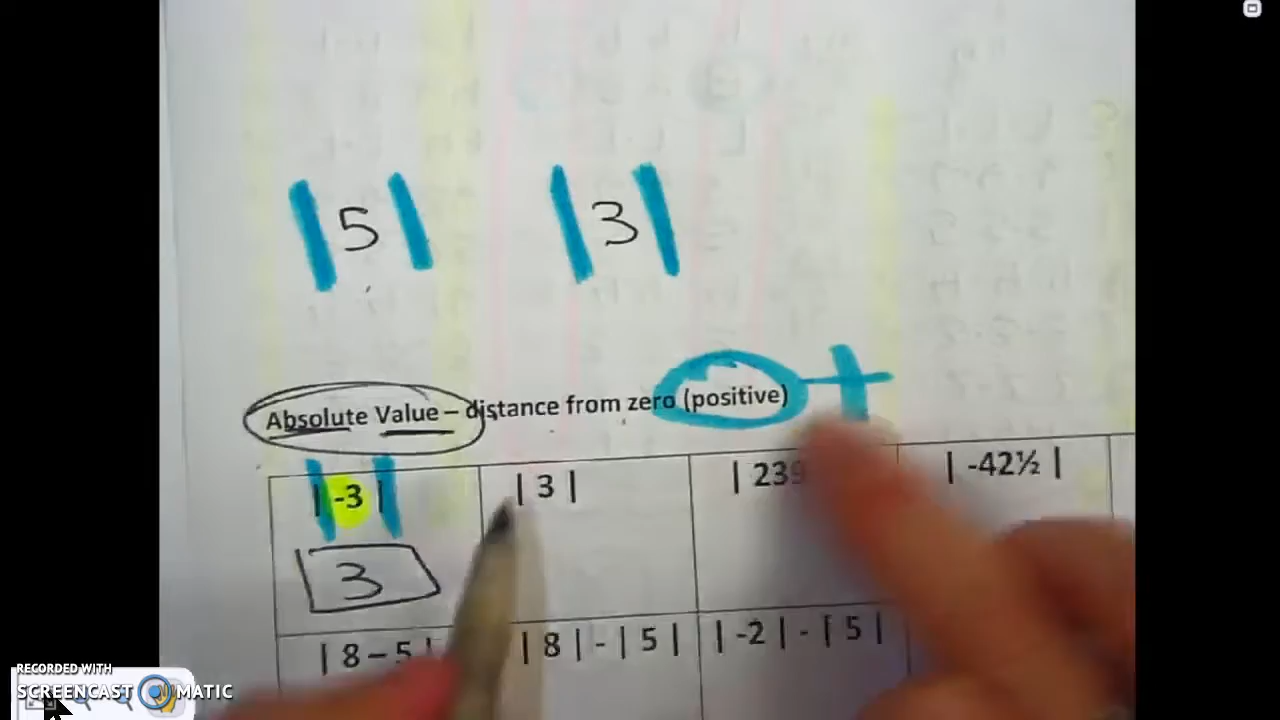 |5| |3|
Absolute Value – distance from zero (positive) +
| -3 | | 3 | | 239 | -42½ |
3
| 8 – 5 | | 8 | - | 5 | | -2 | - | 5 |
RECORDED WITH
SCREENCAST MATIC